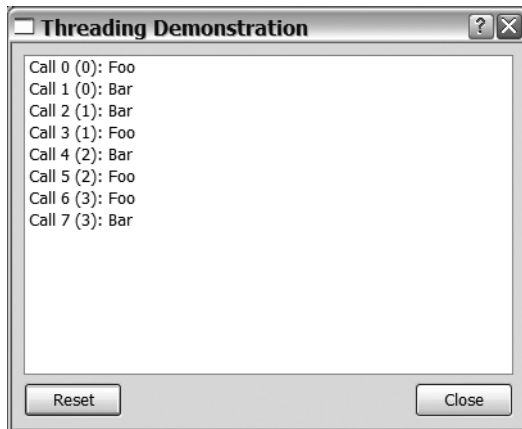 Threading Demonstration
Call 0 (0): Foo
Call 1 (0): Bar
Call 2 (1): Bar
Call 3 (1): Foo
Call 4 (2): Bar
Call 5 (2): Foo
Call 6 (3): Foo
Call 7 (3): Bar
Reset Close